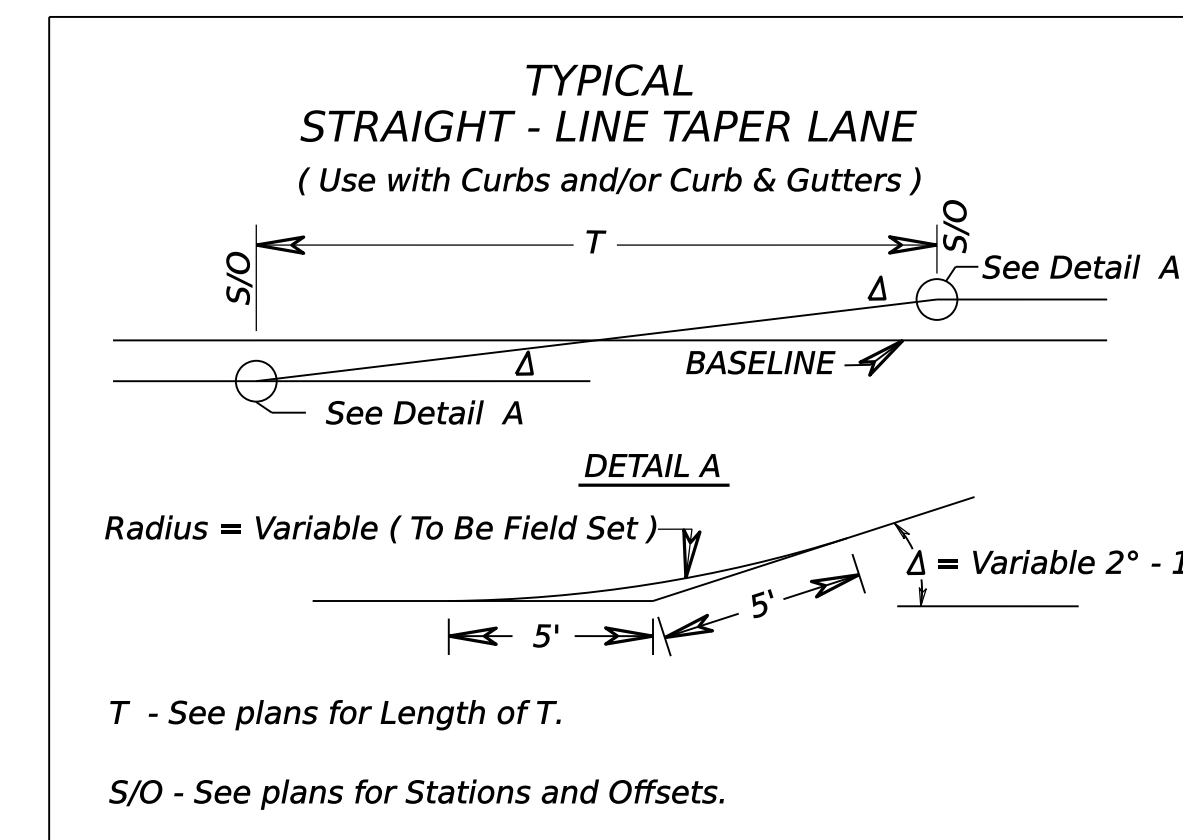 TYPICAL
STRAIGHT - LINE TAPER LANE
( Use with Curbs and/or Curb & Gutters )
S/O
T
S/O
See Detail A
Δ
BASELINE
Δ
See Detail A
DETAIL A
Radius = Variable ( To Be Field Set )
Δ = Variable 2° - 1
5'
5'
T - See plans for Length of T.
S/O - See plans for Stations and Offsets.